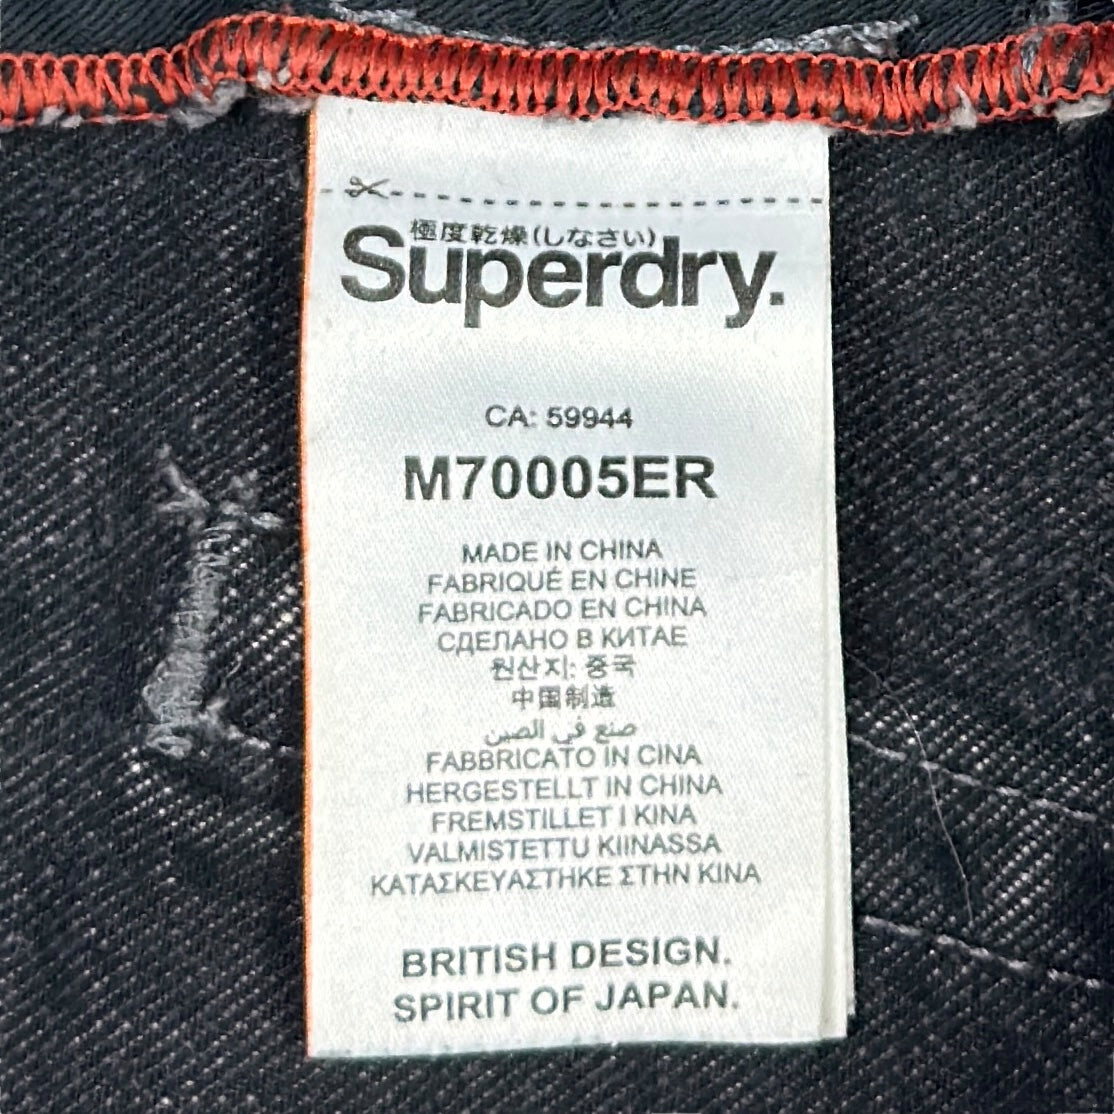 極度乾燥(しなさい)
Superdry.
CA: 59944
M70005ER
MADE IN CHINA
FABRIQUÉ EN CHINE
FABRICADO EN CHINA
СДЕЛАНО В КИТАЕ
원산지: 중국
中国制造
صنع في الصين
FABBRICATO IN CINA
HERGESTELLT IN CHINA
FREMSTILLET I KINA
VALMISTETTU KIINASSA
ΚΑΤΑΣΚΕΥΑΣΤΗΚΕ ΣΤΗΝ ΚΙΝΑ
BRITISH DESIGN.
SPIRIT OF JAPAN.